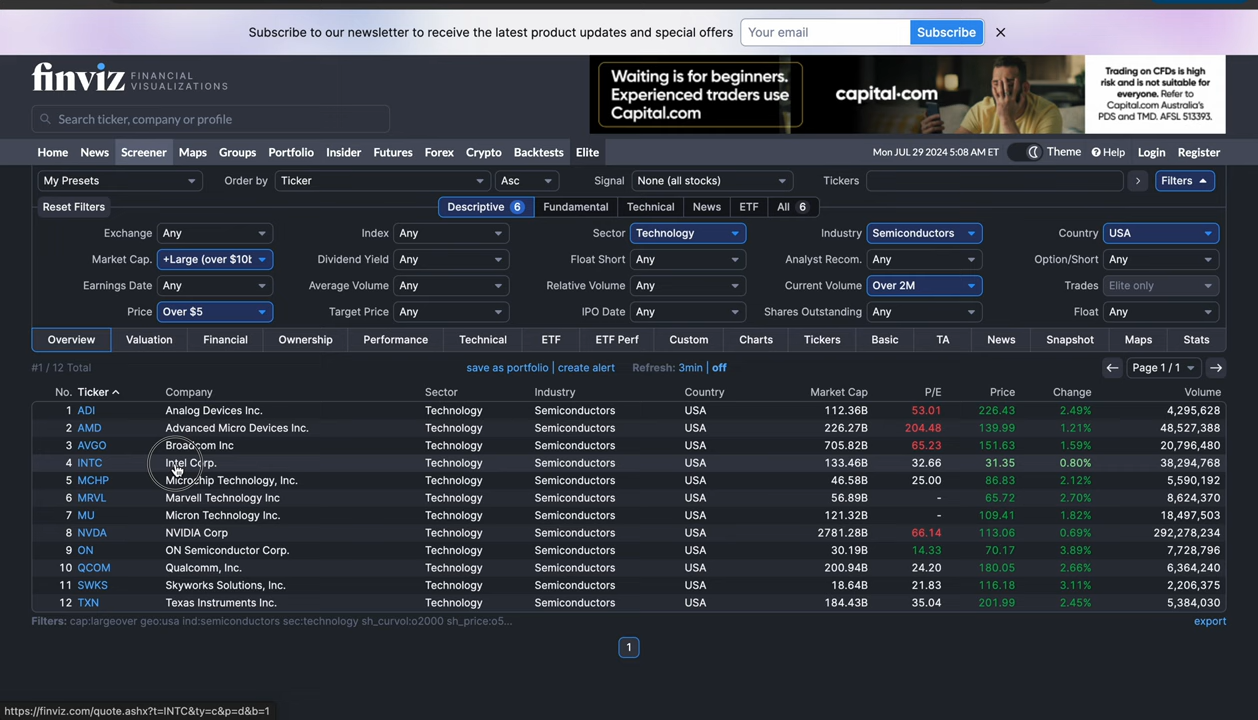 Subscribe to our newsletter to receive the latest product updates and special offers Your email Subscribe ×
finviz FINANCIAL VISUALIZATIONS
Waiting is for beginners. Experienced traders use Capital.com
capital.com
Trading on CFDs is high risk and is not suitable for everyone. Refer to Capital.com Australia's PDS and TMD. AFSL 513393.
Search ticker, company or profile
Home News Screener Maps Groups Portfolio Insider Futures Forex Crypto Backtests Elite Mon JUL 29 2024 5:08 AM ET Theme Help Login Register
My Presets Order by Ticker Asc Signal None (all stocks) Tickers > Filters
Reset Filters Descriptive 6 Fundamental Technical News ETF All 6
Exchange Any Index Any Sector Technology Industry Semiconductors Country USA
Market Cap. +Large (over $10b Dividend Yield Any Float Short Any Analyst Recom. Any Option/Short Any
Earnings Date Any Average Volume Any Relative Volume Any Current Volume Over 2M Trades Elite only
Price Over $5 Target Price Any IPO Date Any Shares Outstanding Any Float Any
Overview Valuation Financial Ownership Performance Technical ETF ETF Perf Custom Charts Tickers Basic TA News Snapshot Maps Stats
#1 / 12 Total save as portfolio | create alert Refresh: 3min | off Page 1 / 1
No. Ticker Company Sector Industry Country Market Cap P/E Price Change Volume
1 ADI Analog Devices Inc. Technology Semiconductors USA 112.36B 53.01 226.43 2.49% 4,295,628
2 AMD Advanced Micro Devices Inc. Technology Semiconductors USA 226.27B 204.48 139.99 1.21% 48,527,388
3 AVGO Broadcom Inc Technology Semiconductors USA 705.82B 65.23 151.63 1.59% 20,796,480
4 INTC Intel Corp. Technology Semiconductors USA 133.46B 32.66 31.35 0.80% 38,294,768
5 MCHP Microchip Technology, Inc. Technology Semiconductors USA 46.58B 25.00 86.83 2.12% 5,590,192
6 MRVL Marvell Technology Inc Technology Semiconductors USA 56.89B - 65.72 2.70% 8,624,370
7 MU Micron Technology Inc. Technology Semiconductors USA 121.32B - 109.41 1.82% 18,497,503
8 NVDA NVIDIA Corp Technology Semiconductors USA 2781.28B 66.14 113.06 0.69% 292,278,234
9 ON ON Semiconductor Corp. Technology Semiconductors USA 30.19B 14.33 70.17 3.89% 7,728,796
10 QCOM Qualcomm, Inc. Technology Semiconductors USA 200.94B 24.20 180.05 2.66% 6,364,240
11 SWKS Skyworks Solutions, Inc. Technology Semiconductors USA 18.64B 21.83 116.18 3.11% 2,206,375
12 TXN Texas Instruments Inc. Technology Semiconductors USA 184.43B 35.04 201.99 2.45% 5,384,030
Filters: cap:largeover geo:usa ind:semiconductors sec:technology sh_curvol:o2000 sh_price:o5... export
1
https://finviz.com/quote.ashx?t=INTC&ty=c&p=d&b=1